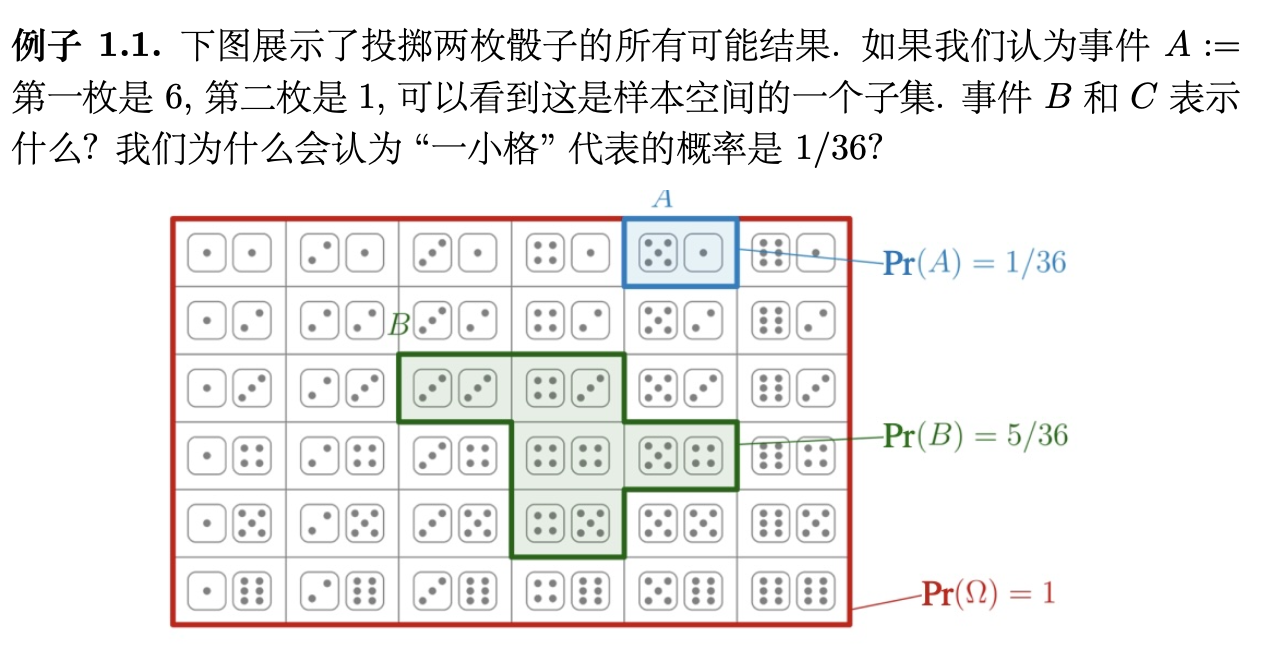 例子 1.1. 下图展示了投掷两枚骰子的所有可能结果. 如果我们认为事件 A :=
第一枚是 6, 第二枚是 1, 可以看到这是样本空间的一个子集. 事件 B 和 C 表示
什么? 我们为什么会认为 “一小格” 代表的概率是 1/36?
A
Pr(A) = 1/36
B
Pr(B) = 5/36
Pr(Ω) = 1